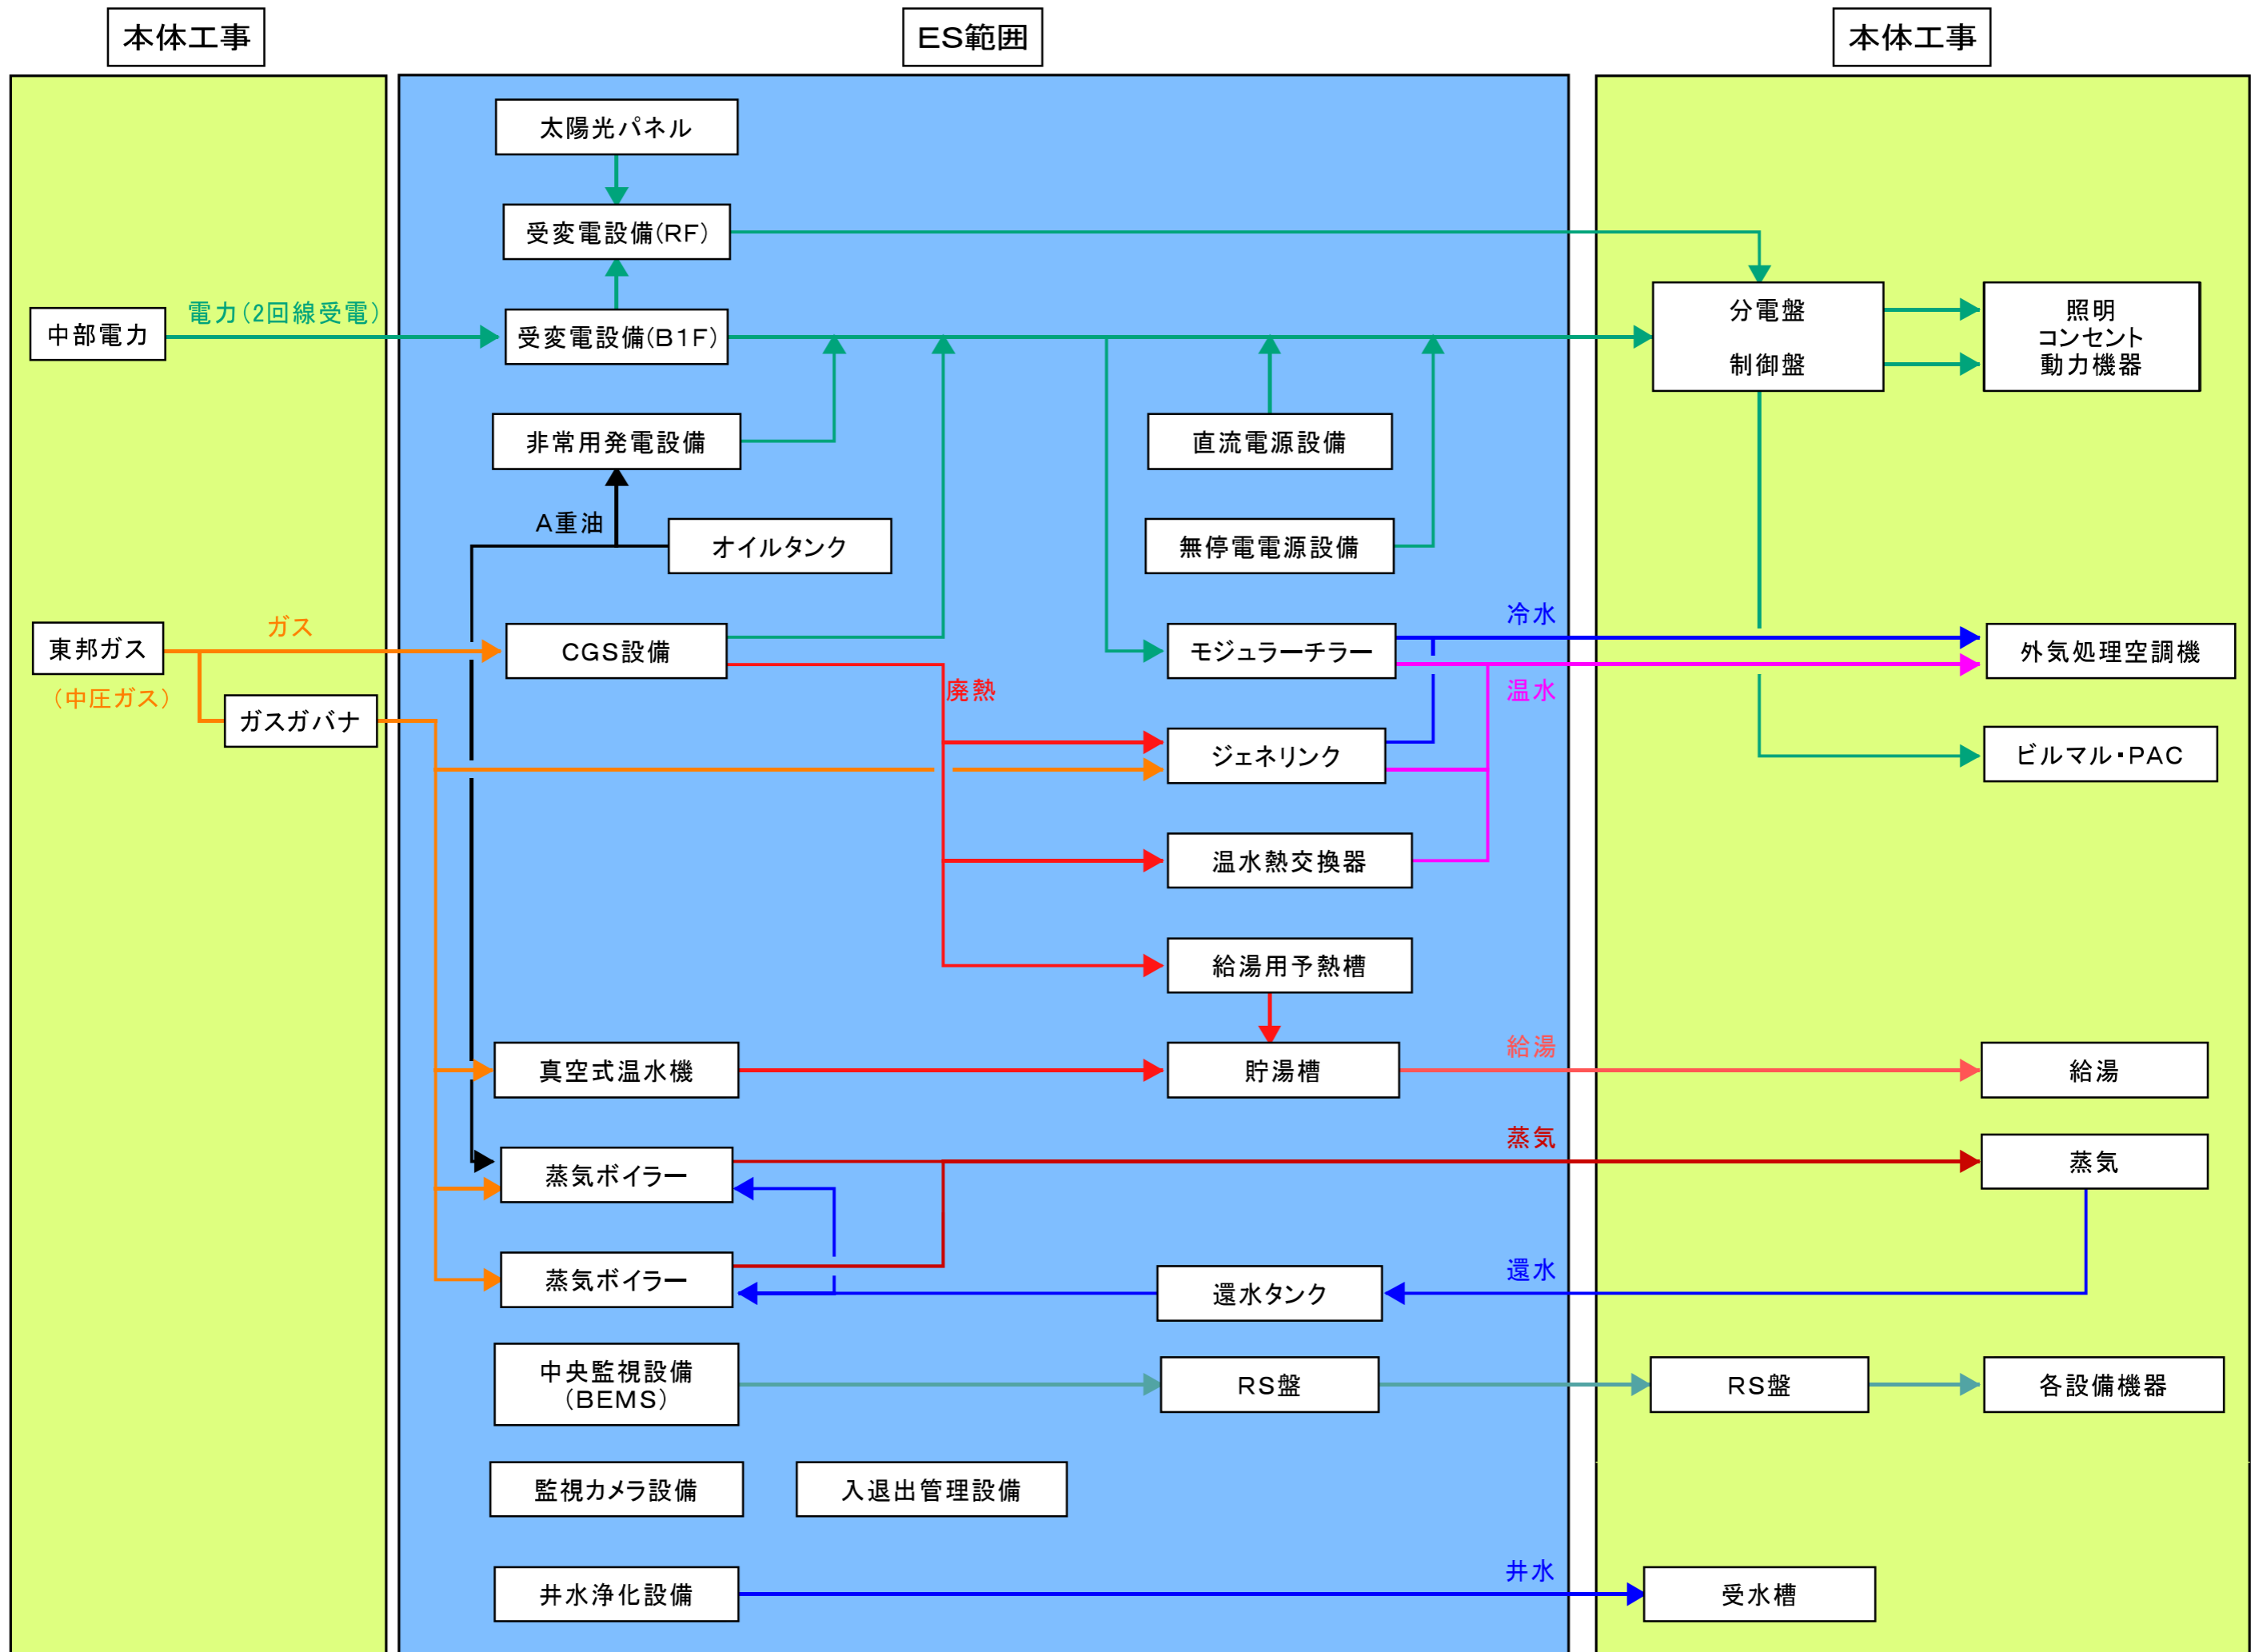 本体工事
ES範囲
本体工事
太陽光パネル
受変電設備(RF)
中部電力
電力(2回線受電)
受変電設備(B1F)
分電盤
制御盤
照明
コンセント
動力機器
非常用発電設備
直流電源設備
A重油
オイルタンク
無停電電源設備
東邦ガス
ガス
(中圧ガス)
ガスガバナ
CGS設備
廃熱
モジュラーチラー
冷水
温水
外気処理空調機
ジェネリンク
ビルマル・PAC
温水熱交換器
給湯用予熱槽
真空式温水機
貯湯槽
給湯
給湯
蒸気ボイラー
蒸気
蒸気
蒸気ボイラー
還水タンク
還水
中央監視設備
(BEMS)
RS盤
RS盤
各設備機器
監視カメラ設備
入退出管理設備
井水浄化設備
井水
受水槽